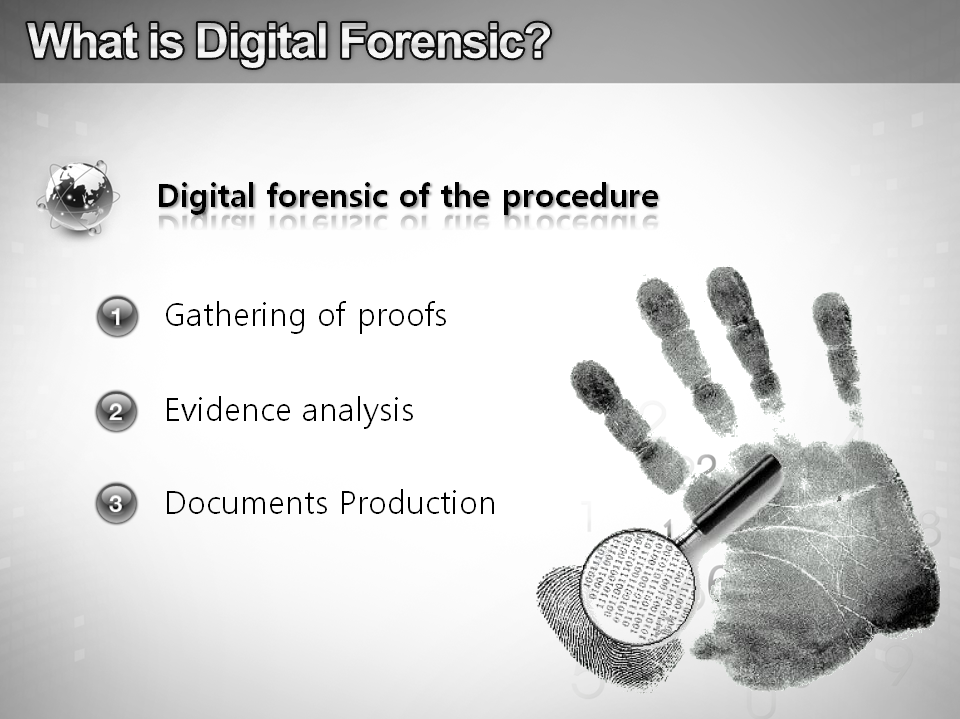 What is Digital Forensic?
Digital forensic of the procedure
1 Gathering of proofs
2 Evidence analysis
3 Documents Production